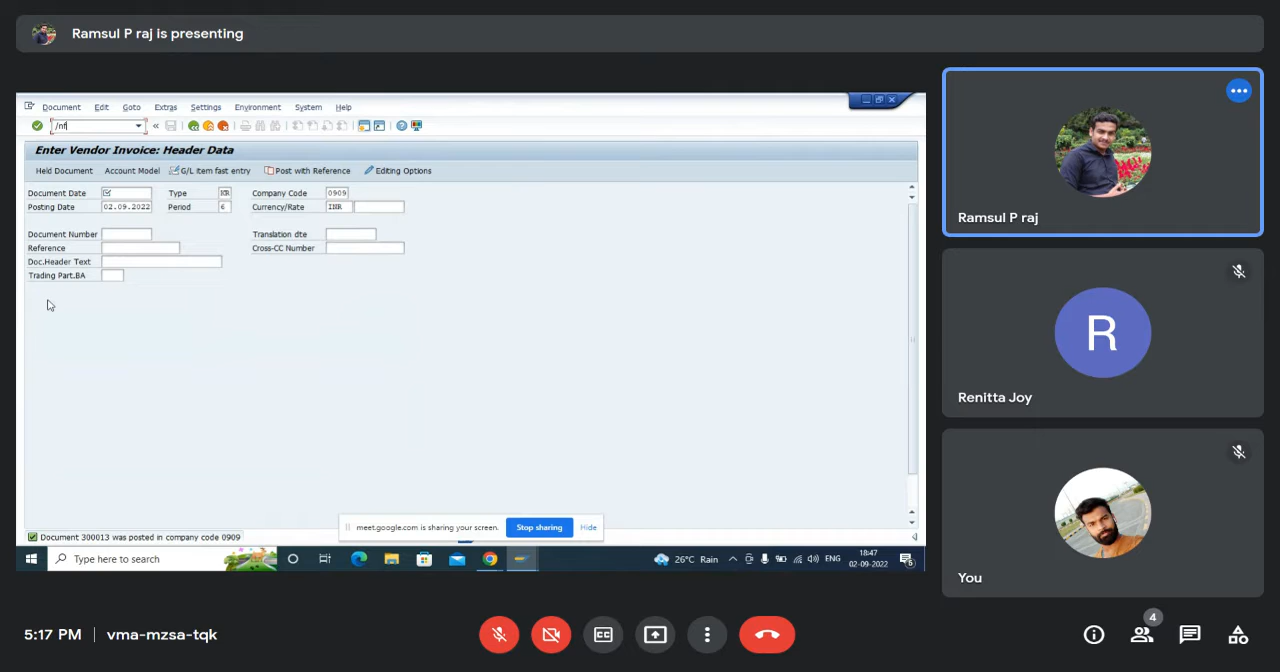 Ramsul P raj is presenting
Document Edit Goto Extras Settings Environment System Help
/nf
Enter Vendor Invoice: Header Data
Held Document Account Model G/L item fast entry Post with Reference Editing Options
Document Date Type KR Company Code 0909
Posting Date 02.09.2022 Period 6 Currency/Rate INR
Document Number Translation dte
Reference Cross-CC Number
Doc.Header Text
Trading Part.BA
meet.google.com is sharing your screen. Stop sharing Hide
Document 300013 was posted in company code 0909
Type here to search 26°C Rain ENG 18:47 02-09-2022 6
Ramsul P raj
R
Renitta Joy
You
5:17 PM | vma-mzsa-tqk
4